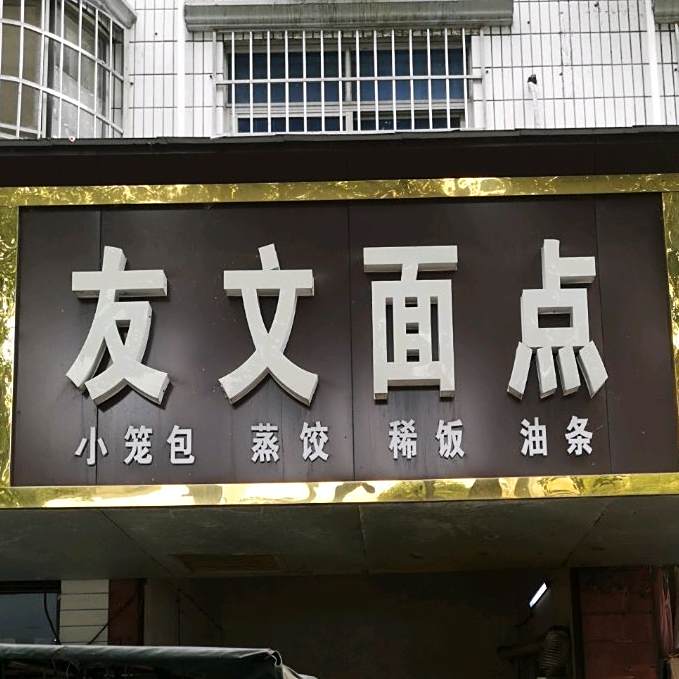 友文面点
小笼包 蒸饺 稀饭 油条